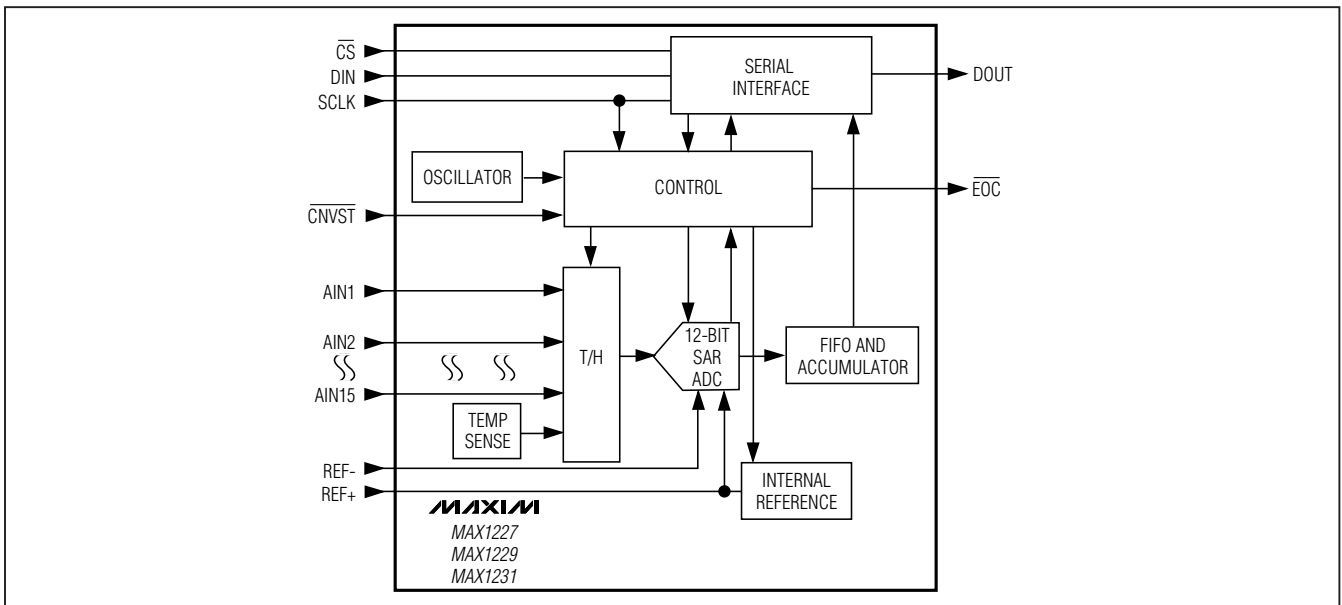 CS
DIN
SCLK
SERIAL
INTERFACE
DOUT
OSCILLATOR
CONTROL
EOC
CNVST
AIN1
AIN2
AIN15
T/H
12-BIT
SAR
ADC
FIFO AND
ACCUMULATOR
TEMP
SENSE
REF-
REF+
INTERNAL
REFERENCE
MAXIM
MAX1227
MAX1229
MAX1231